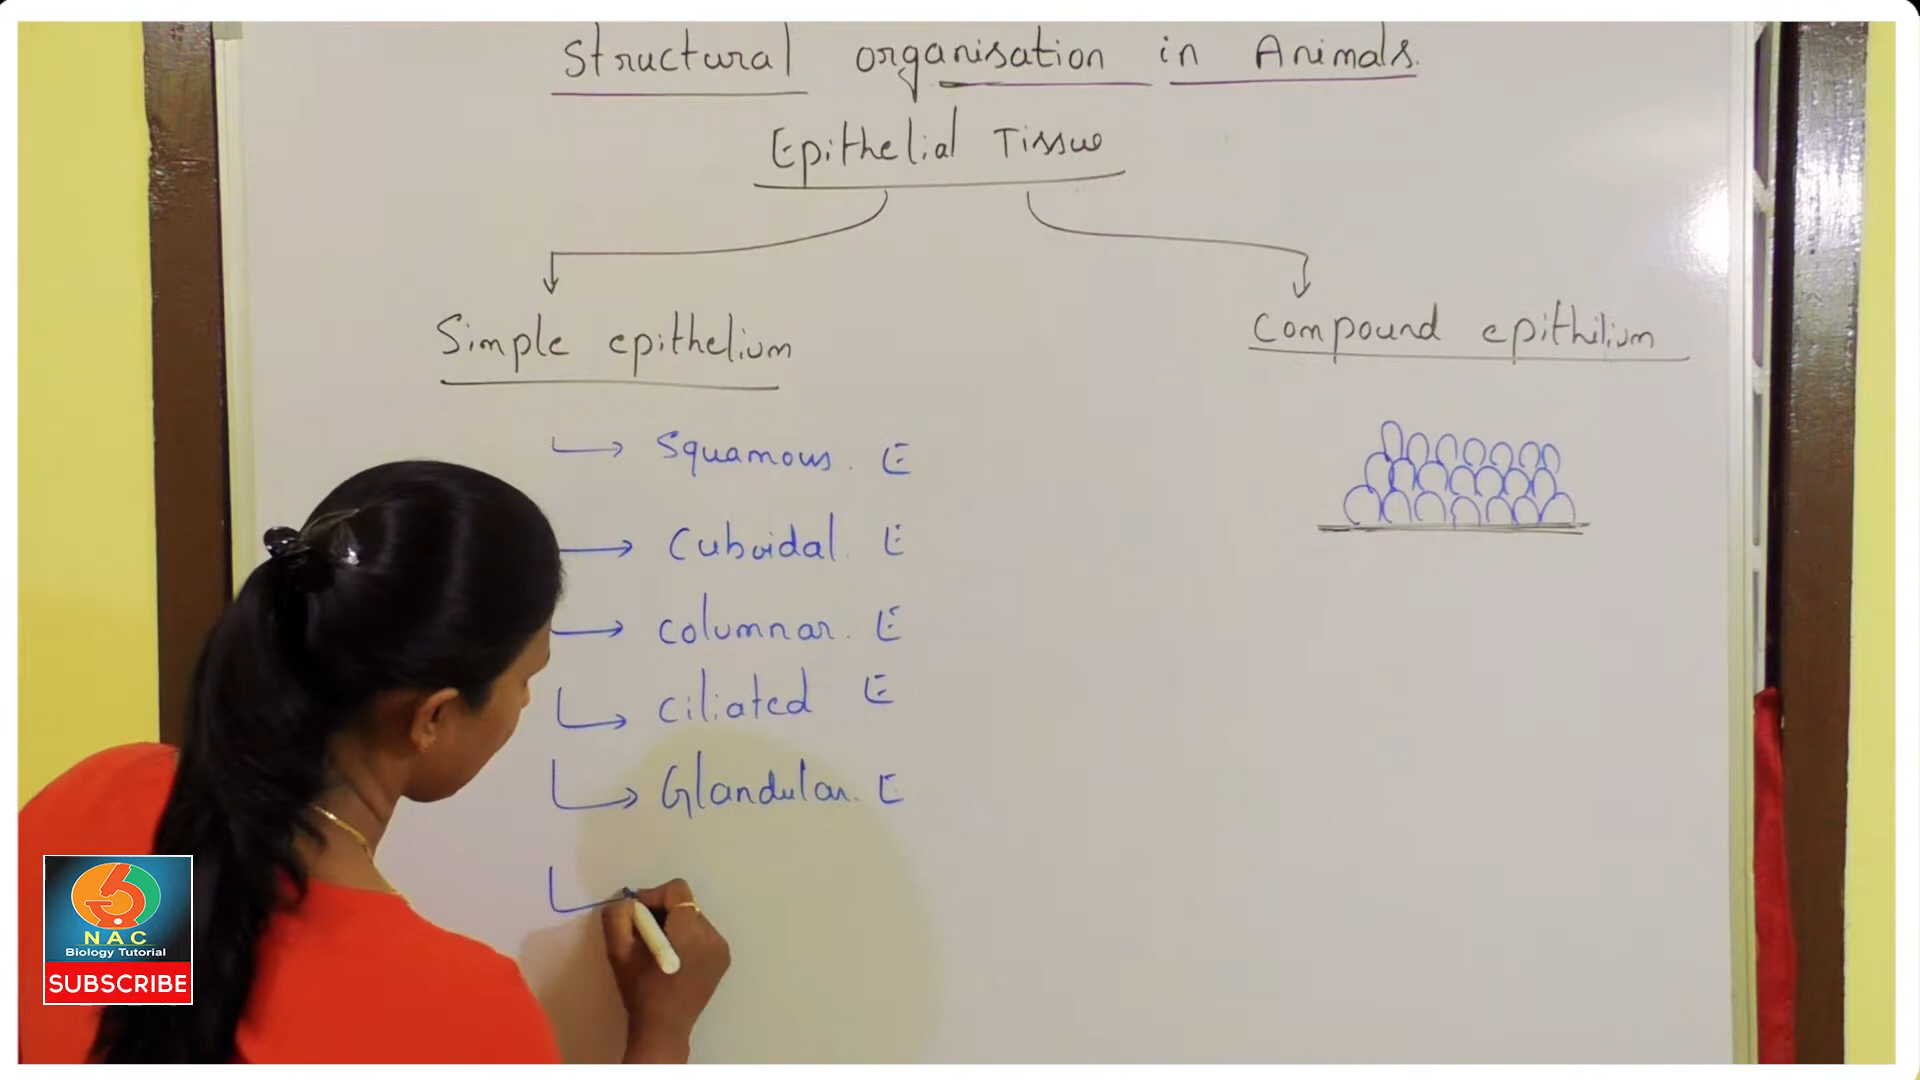 Structural organisation in Animals.
Epithelial Tissue
Simple epithelium
Compound epithilium
Squamous. E
Cuboidal. E
Columnar. E
Ciliated E
Glandular. E
NAC
Biology Tutorial
SUBSCRIBE